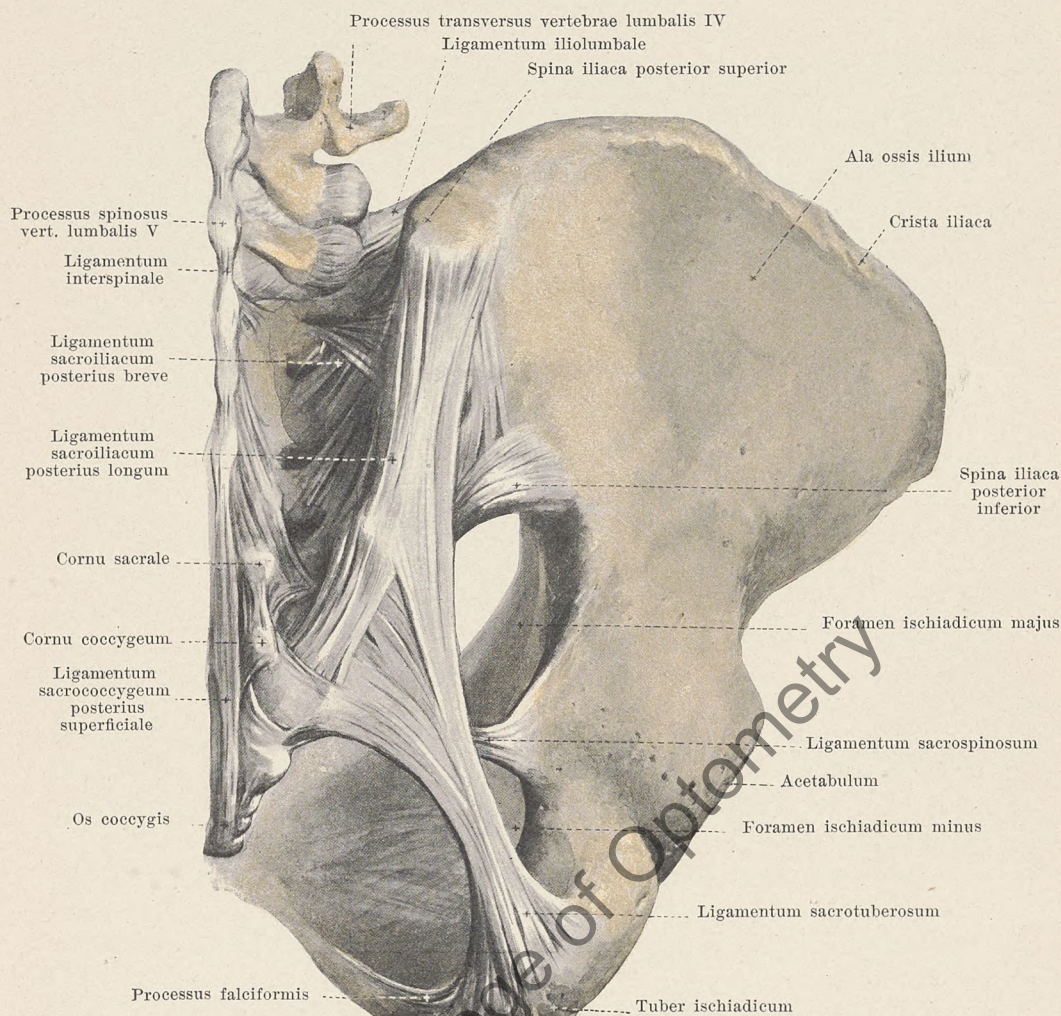 Processus transversus vertebrae lumbalis IV
Ligamentum iliolumbale
Spina iliaca posterior superior
Ala ossis ilium
Crista iliaca
Processus spinosus
vert. lumbalis V
Ligamentum
interspinale
Ligamentum
sacroiliacum
posterius breve
Ligamentum
sacroiliacum
posterius longum
Spina iliaca
posterior
inferior
Cornu sacrale
Foramen ischiadicum majus
Cornu coccygeum
Ligamentum
sacrococcygeum
posterius
superficiale
Ligamentum sacrospinosum
Acetabulum
Os coccygis
Foramen ischiadicum minus
Ligamentum sacrotuberosum
Processus falciformis
Tuber ischiadicum
of Optometry